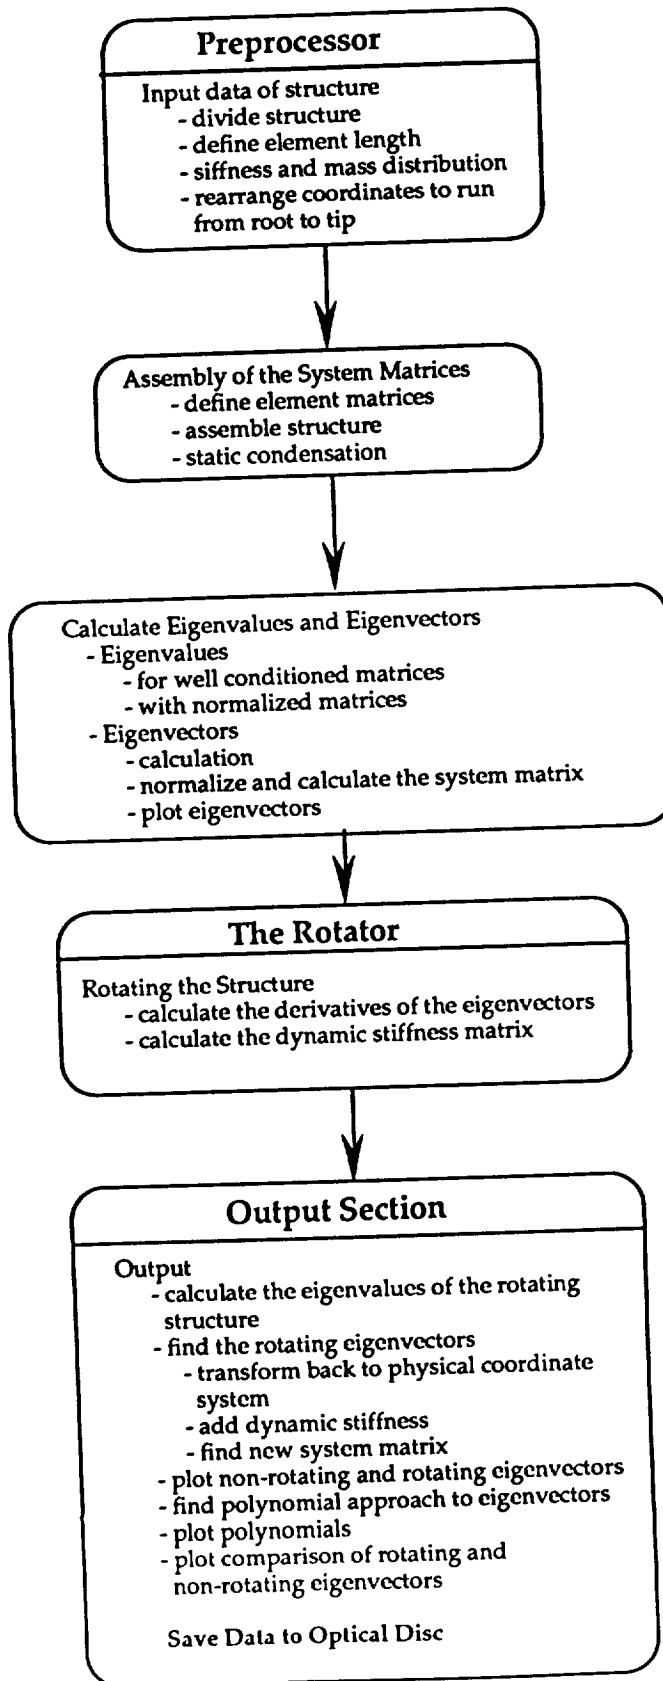 Preprocessor
Input data of structure
- divide structure
- define element length
- siffness and mass distribution
- rearrange coordinates to run
from root to tip
Assembly of the System Matrices
- define element matrices
- assemble structure
- static condensation
Calculate Eigenvalues and Eigenvectors
- Eigenvalues
- for well conditioned matrices
- with normalized matrices
- Eigenvectors
- calculation
- normalize and calculate the system matrix
- plot eigenvectors
The Rotator
Rotating the Structure
- calculate the derivatives of the eigenvectors
- calculate the dynamic stiffness matrix
Output Section
Output
- calculate the eigenvalues of the rotating
structure
- find the rotating eigenvectors
- transform back to physical coordinate
system
- add dynamic stiffness
- find new system matrix
- plot non-rotating and rotating eigenvectors
- find polynomial approach to eigenvectors
- plot polynomials
- plot comparison of rotating and
non-rotating eigenvectors
Save Data to Optical Disc